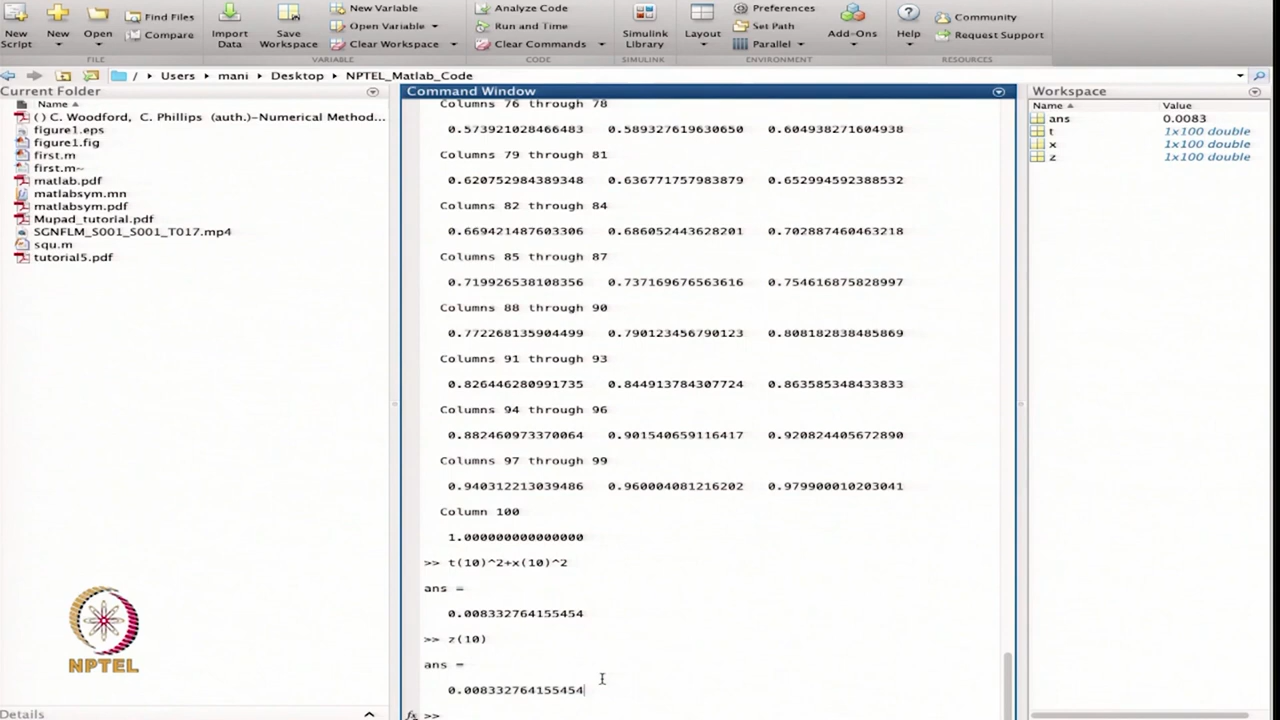 New Script
New
Open
Find Files
Compare
Import Data
Save Workspace
New Variable
Open Variable
Clear Workspace
Analyze Code
Run and Time
Clear Commands
Simulink Library
Layout
Preferences
Set Path
Parallel
Add-Ons
Help
Community
Request Support
FILE
VARIABLE
CODE
SIMULINK
ENVIRONMENT
RESOURCES
/ Users mani Desktop NPTEL_Matlab_Code
Current Folder
Name
() C. Woodford, C. Phillips (auth.)-Numerical Method...
figure1.eps
figure1.fig
first.m
first.m~
matlab.pdf
matlabsym.mn
matlabsym.pdf
Mupad_tutorial.pdf
SGNFLM_S001_S001_T017.mp4
squ.m
tutorial5.pdf
NPTEL
Details
Command Window
Columns 76 through 78
0.573921028466483 0.589327619630650 0.604938271604938
Columns 79 through 81
0.620752984389348 0.636771757983879 0.652994592388532
Columns 82 through 84
0.669421487603306 0.686052443628201 0.702887460463218
Columns 85 through 87
0.719926538108356 0.737169676563616 0.754616875828997
Columns 88 through 90
0.772268135904499 0.790123456790123 0.808182838485869
Columns 91 through 93
0.826446280991735 0.844913784307724 0.863585348433833
Columns 94 through 96
0.882460973370064 0.901540659116417 0.920824405672890
Columns 97 through 99
0.940312213039486 0.960004081216202 0.979900010203041
Column 100
1.000000000000000
>> t(10)^2+x(10)^2
ans =
0.008332764155454
>> z(10)
ans =
0.008332764155454
fx >>
Workspace
Name Value
ans 0.0083
t 1x100 double
x 1x100 double
z 1x100 double